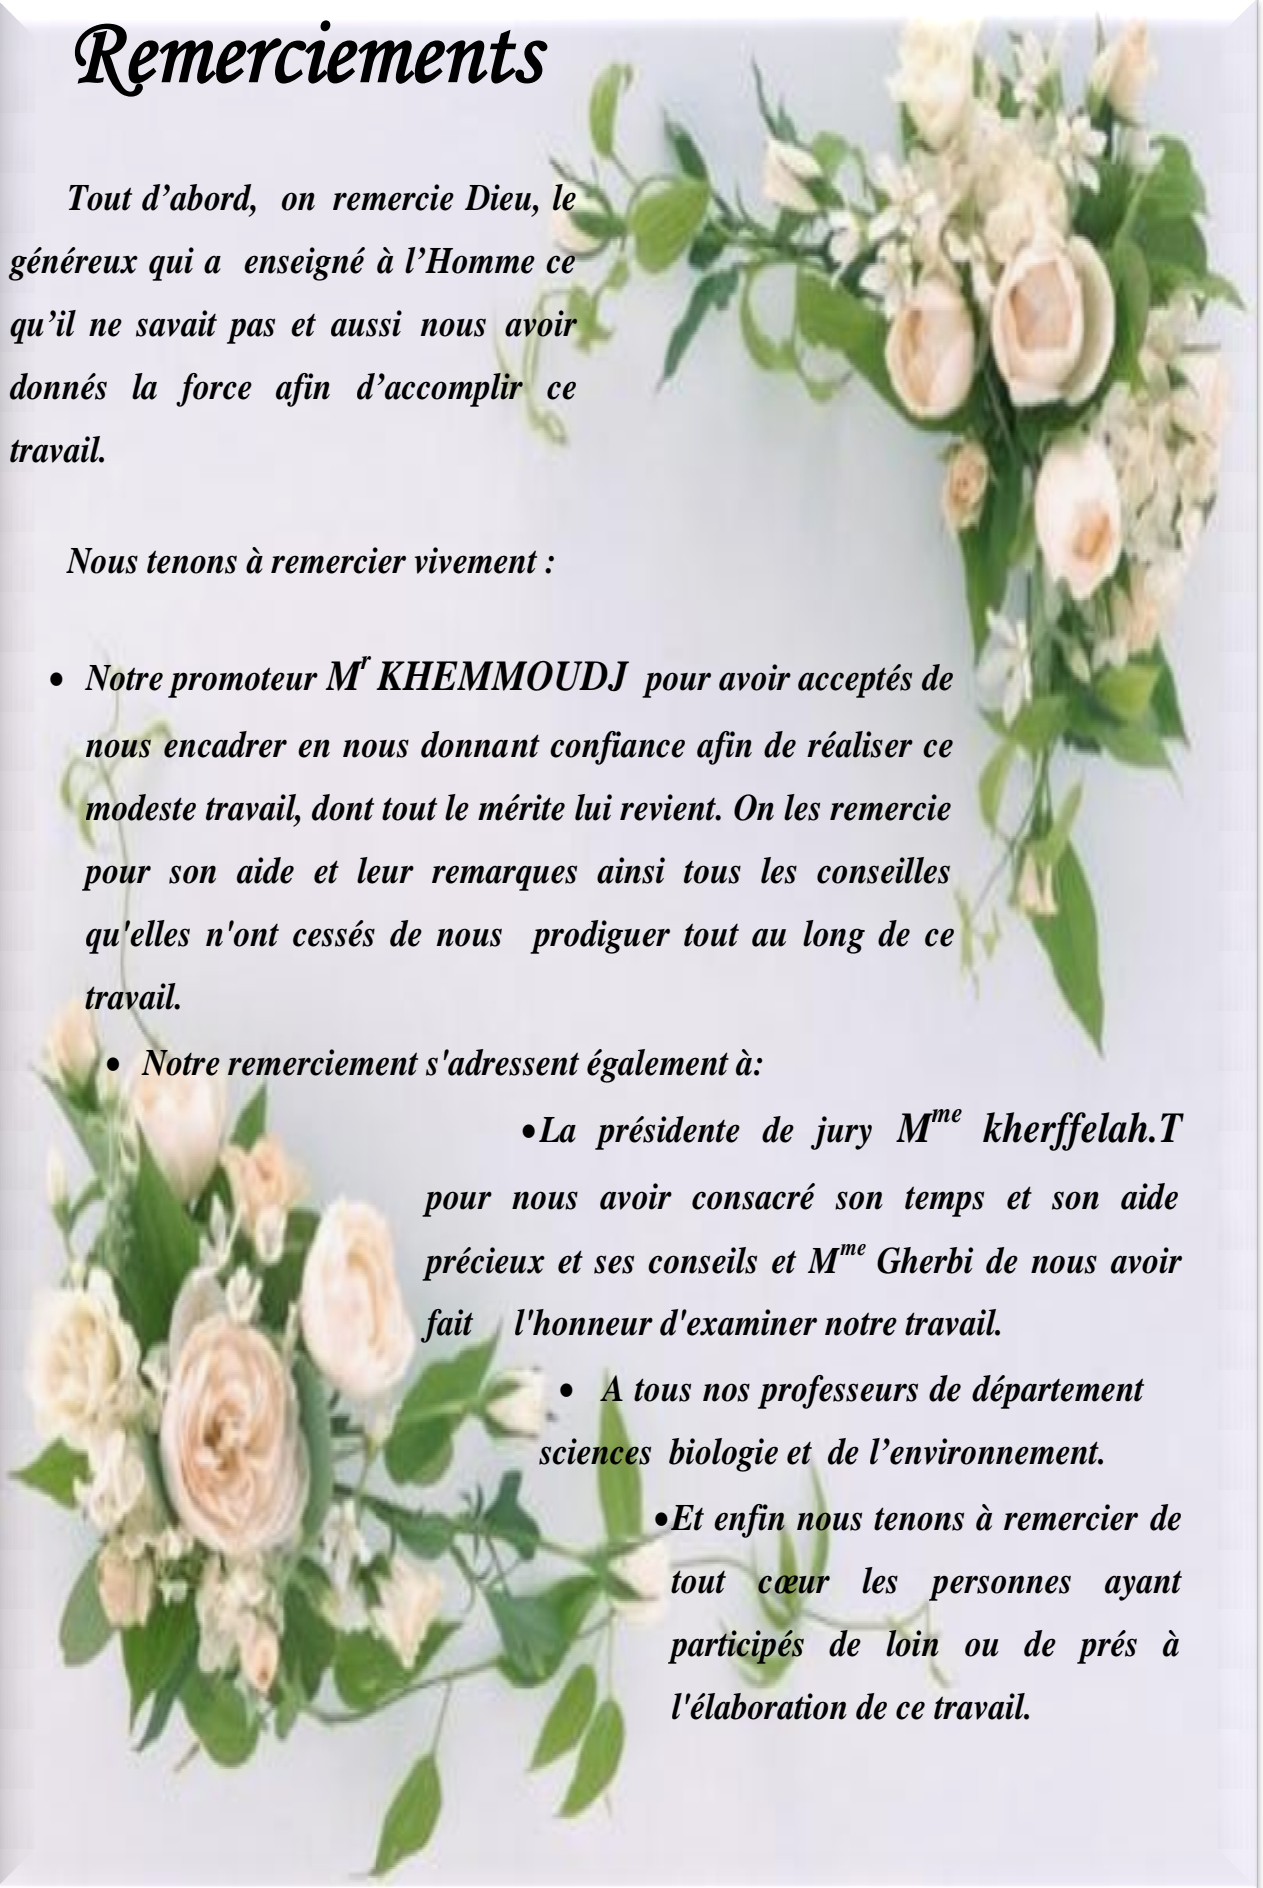 Remerciements
Tout d’abord, on remercie Dieu, le
généreux qui a enseigné à l’Homme ce
qu’il ne savait pas et aussi nous avoir
donnés la force afin d’accomplir ce
travail.
Nous tenons à remercier vivement :
• Notre promoteur Mr KHEMMOUDJ pour avoir acceptés de
nous encadrer en nous donnant confiance afin de réaliser ce
modeste travail, dont tout le mérite lui revient. On les remercie
pour son aide et leur remarques ainsi tous les conseilles
qu'elles n'ont cessés de nous prodiguer tout au long de ce
travail.
• Notre remerciement s'adressent également à:
•La présidente de jury Mme kherffelah.T
pour nous avoir consacré son temps et son aide
précieux et ses conseils et Mme Gherbi de nous avoir
fait l'honneur d'examiner notre travail.
• A tous nos professeurs de département
sciences biologie et de l’environnement.
•Et enfin nous tenons à remercier de
tout cœur les personnes ayant
participés de loin ou de prés à
l'élaboration de ce travail.